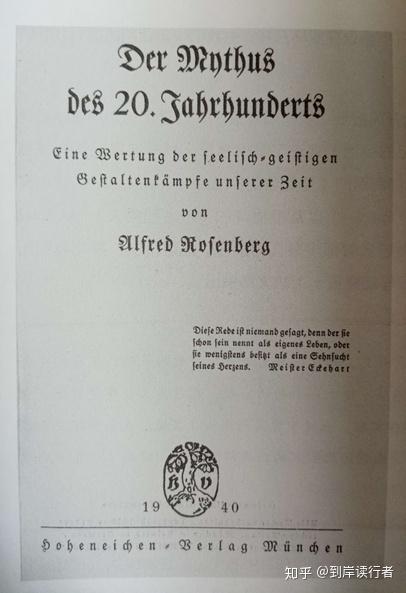 Der Mythus
des 20. Jahrhunderts
Eine Wertung der seelisch-geistigen
Gestaltenkämpfe unserer Zeit
von
Alfred Rosenberg
Diese Rede ist niemand gesagt, denn der sie
schon sein nennt als eigenes Leben, oder
sie wenigstens besitzt als eine Sehnsucht
seines Herzens. Meister Eckehart
H V
19 40
Hoheneichen-Verlag München
知乎 @到岸读行者